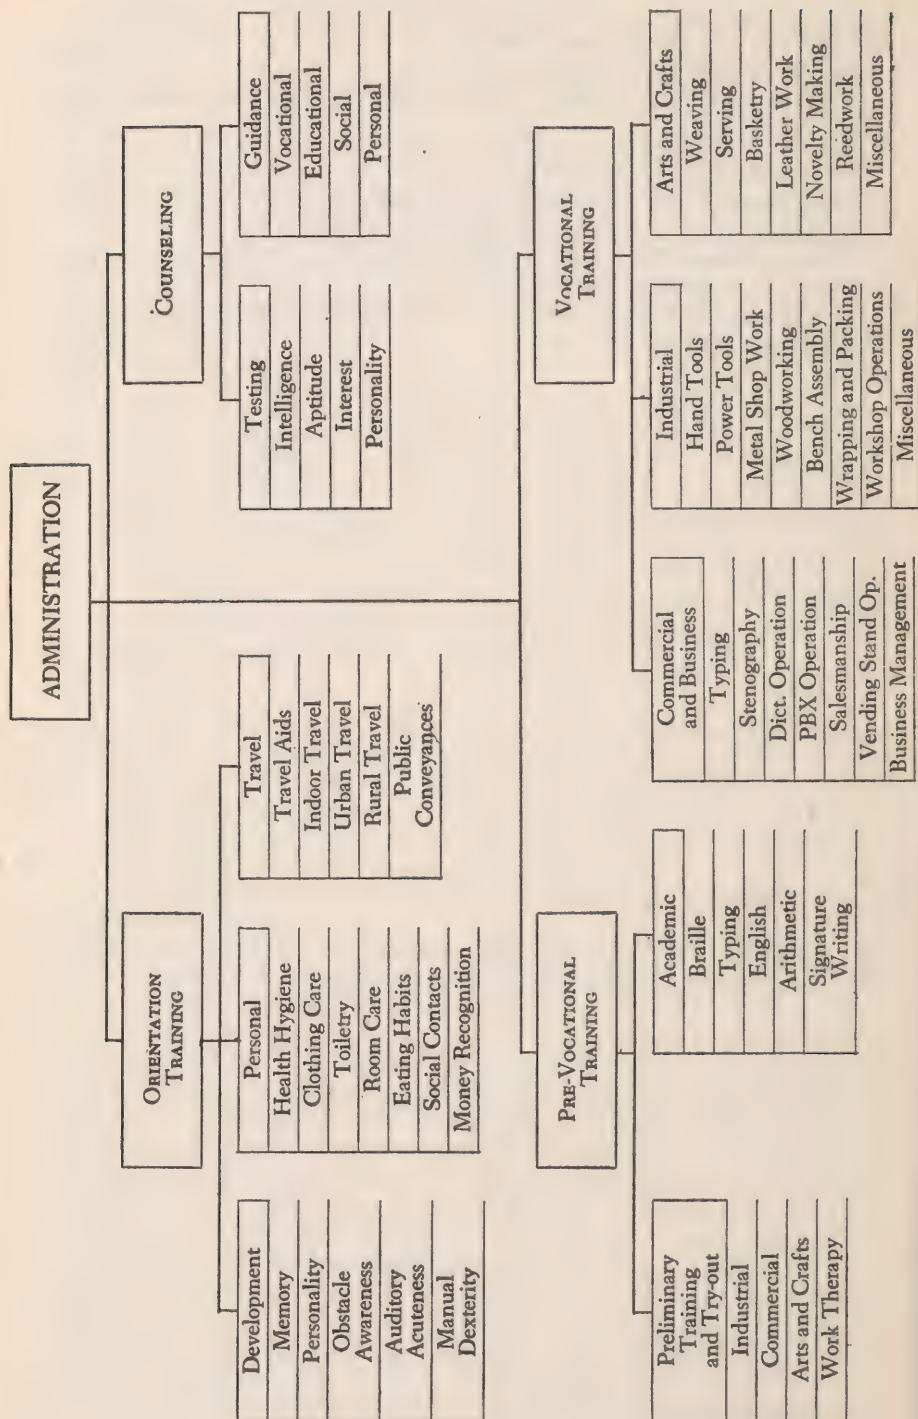 ADMINISTRATION
ORIENTATION
TRAINING
Development
Memory
Personality
Obstacle
Awareness
Auditory
Acuteness
Manual
Dexterity
Personal
Health Hygiene
Clothing Care
Toiletry
Room Care
Eating Habits
Social Contacts
Money Recognition
Travel
Travel Aids
Indoor Travel
Urban Travel
Rural Travel
Public
Conveyances
COUNSELING
Testing
Intelligence
Aptitude
Interest
Personality
Guidance
Vocational
Educational
Social
Personal
PRE-VOCATIONAL
TRAINING
Preliminary
Training
and Try-out
Industrial
Commercial
Arts and Crafts
Work Therapy
Academic
Braille
Typing
English
Arithmetic
Signature
Writing
VOCATIONAL
TRAINING
Commercial
and Business
Typing
Stenography
Dict. Operation
PBX Operation
Salesmanship
Vending Stand Op.
Business Management
Industrial
Hand Tools
Power Tools
Metal Shop Work
Woodworking
Bench Assembly
Wrapping and Packing
Workshop Operations
Miscellaneous
Arts and Crafts
Weaving
Serving
Basketry
Leather Work
Novelty Making
Reedwork
Miscellaneous